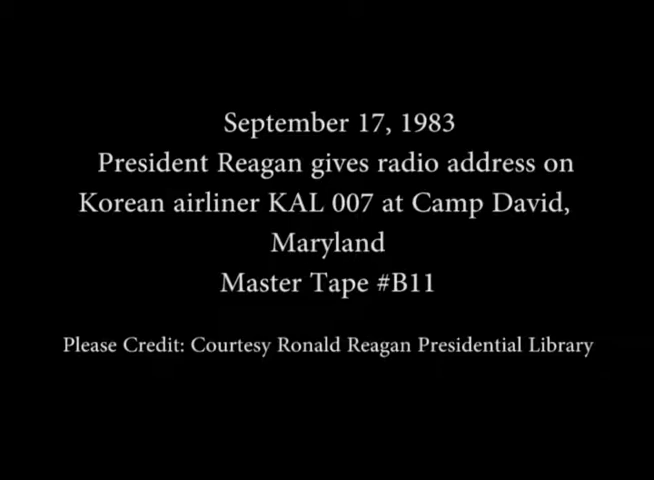 September 17, 1983
President Reagan gives radio address on
Korean airliner KAL 007 at Camp David,
Maryland
Master Tape #B11
Please Credit: Courtesy Ronald Reagan Presidential Library